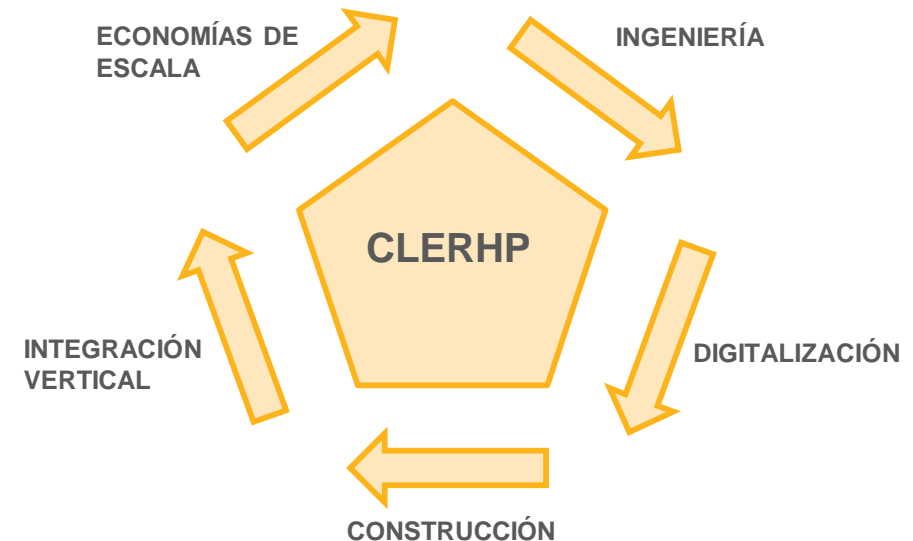 ECONOMÍAS DE
ESCALA
INGENIERÍA
CLERHP
INTEGRACIÓN
VERTICAL
DIGITALIZACIÓN
CONSTRUCCIÓN